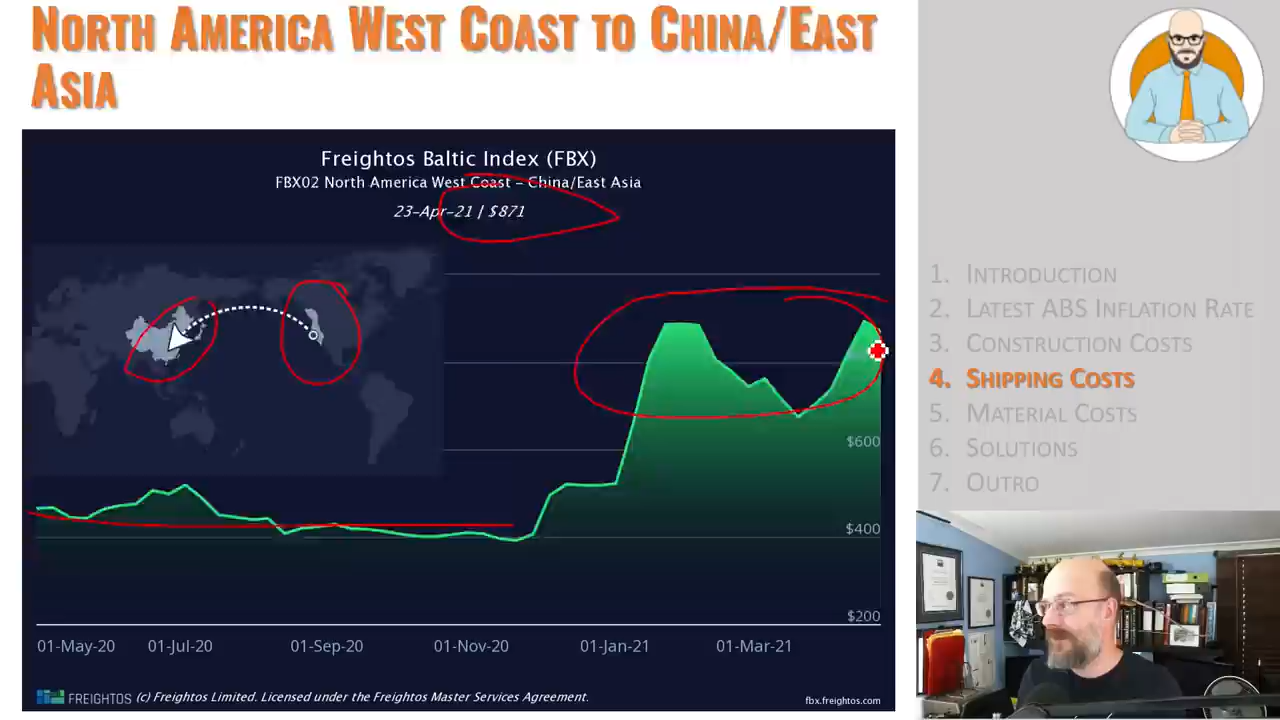 NORTH AMERICA WEST COAST TO CHINA/EAST
ASIA
Freightos Baltic Index (FBX)
FBX02 North America West Coast – China/East Asia
23-Apr-21 | $871
$600
$400
$200
01-May-20 01-Jul-20 01-Sep-20 01-Nov-20 01-Jan-21 01-Mar-21
FREIGHTOS (c) Freightos Limited. Licensed under the Freightos Master Services Agreement.
fbx.freightos.com
1. INTRODUCTION
2. LATEST ABS INFLATION RATE
3. CONSTRUCTION COSTS
4. SHIPPING COSTS
5. MATERIAL COSTS
6. SOLUTIONS
7. OUTRO